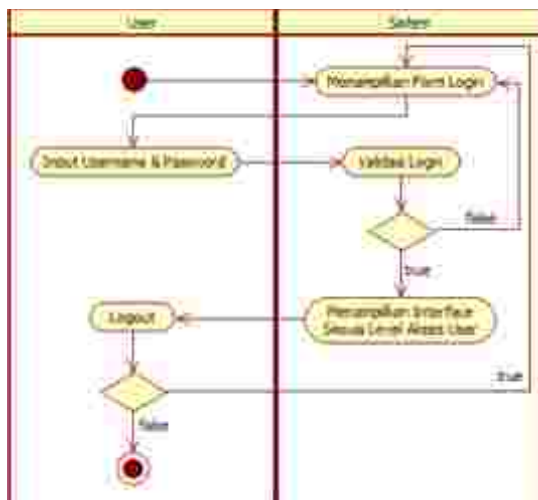 User
Sistem
Menampilkan Form Login
Input Username & Password
Validasi Login
false
true
Menampilkan Interface
Sesuai Level Akses User
Logout
true
false